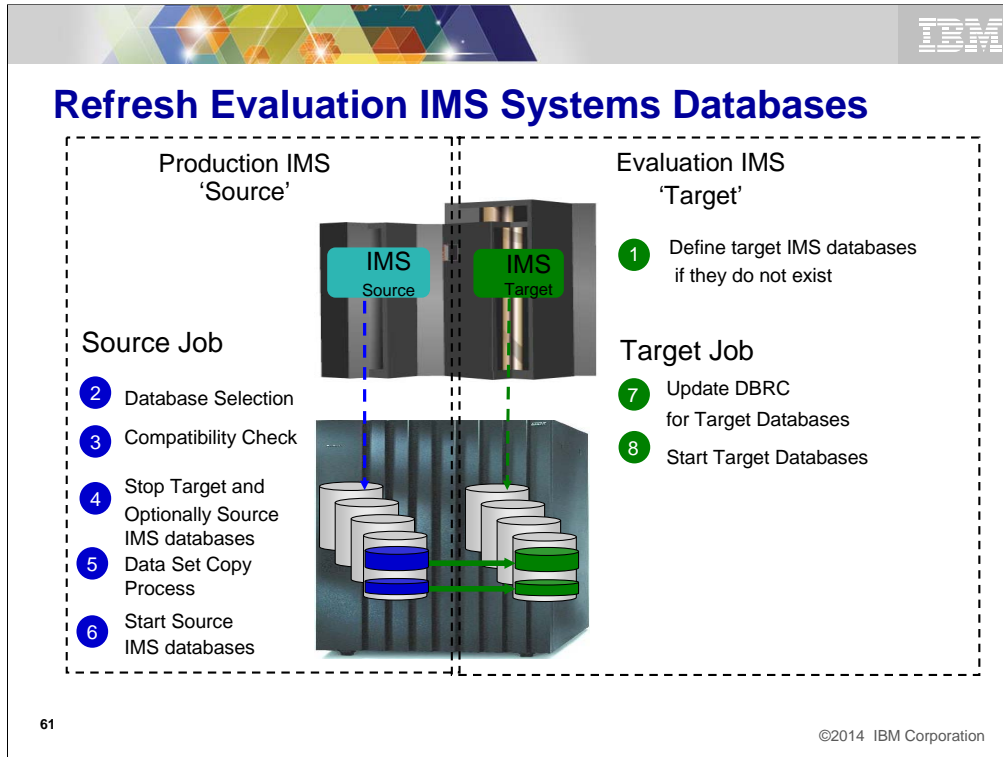 IBM
Refresh Evaluation IMS Systems Databases
Production IMS
‘Source’
Evaluation IMS
‘Target’
IMS
Source
IMS
Target
1
Define target IMS databases
if they do not exist
Source Job
2
Database Selection
3
Compatibility Check
4
Stop Target and
Optionally Source
IMS databases
5
Data Set Copy
Process
6
Start Source
IMS databases
Target Job
7
Update DBRC
for Target Databases
8
Start Target Databases
61
©2014 IBM Corporation